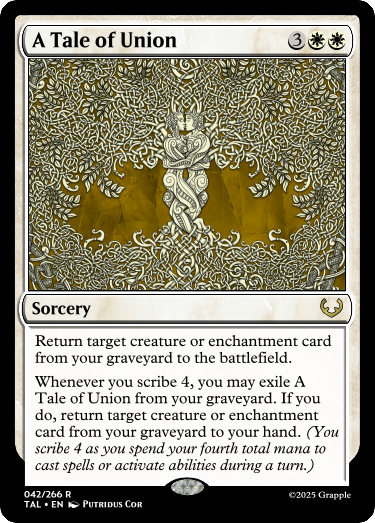 A Tale of Union 3
Sorcery
Return target creature or enchantment card
from your graveyard to the battlefield.
Whenever you scribe 4, you may exile A
Tale of Union from your graveyard. If you
do, return target creature or enchantment
card from your graveyard to your hand. (You
scribe 4 as you spend your fourth total mana to
cast spells or activate abilities during a turn.)
042/266 R
TAL • EN Putridus Cor
©2025 Grapple